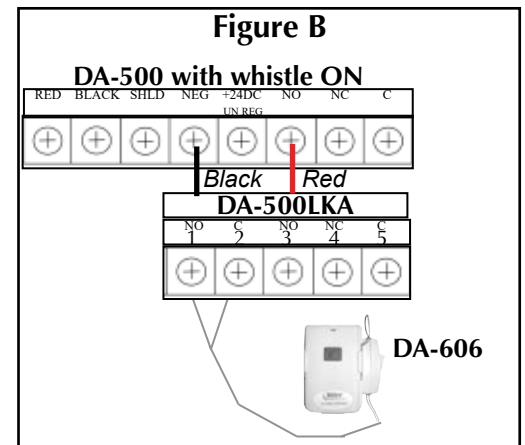 Figure B
DA-500 with whistle ON
RED BLACK SHLD NEG +24DC NO NC C
UN REG
Black Red
DA-500LKA
NO C NO NC C
1 2 3 4 5
DA-606